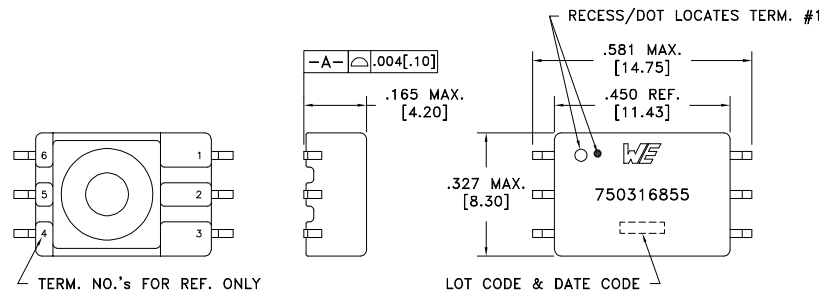 RECESS/DOT LOCATES TERM. #1
.581 MAX.
[14.75]
-A- ⌓ .004[.10]
.165 MAX.
[4.20]
.450 REF.
[11.43]
6 1
5 2
4 3
.327 MAX.
[8.30]
WE
750316855
TERM. NO.'s FOR REF. ONLY
LOT CODE & DATE CODE